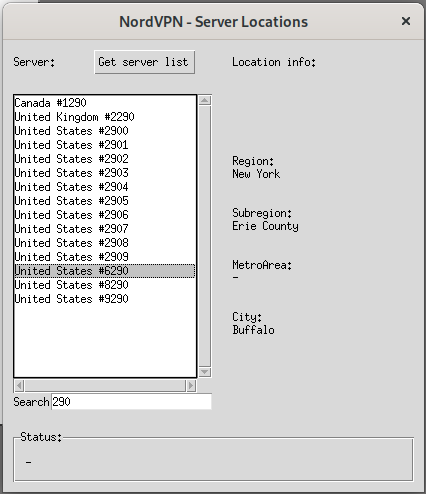 NordVPN - Server Locations
Server:
Get server list
Location info:
Canada #1290
United Kingdom #2290
United States #2900
United States #2901
United States #2902
United States #2903
United States #2904
United States #2905
United States #2906
United States #2907
United States #2908
United States #2909
United States #6290
United States #8290
United States #9290
Region:
New York
Subregion:
Erie County
MetroArea:
-
City:
Buffalo
Search 290
Status:
-